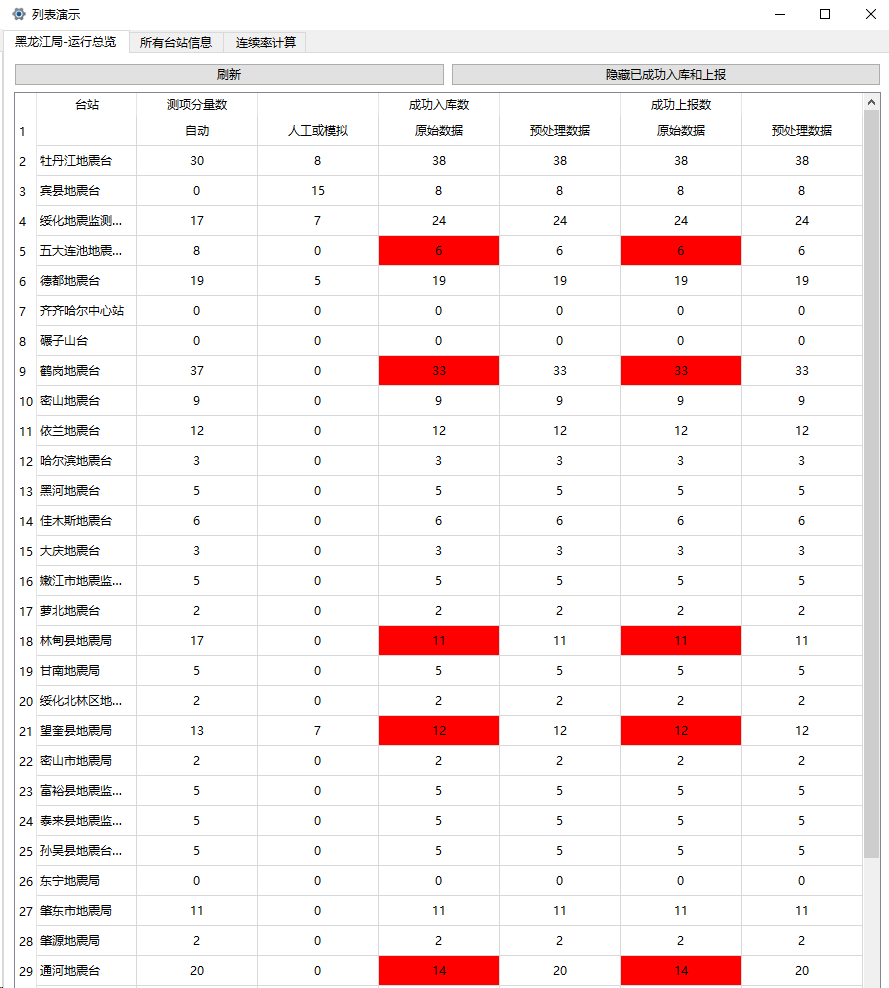 列表演示
黑龙江局-运行总览 所有台站信息 连续率计算
刷新 隐藏已成功入库和上报
台站 测项分量数 成功入库数 成功上报数
1 自动 人工或模拟 原始数据 预处理数据 原始数据 预处理数据
2 牡丹江地震台 30 8 38 38 38 38
3 宾县地震台 0 15 8 8 8 8
4 绥化地震监测... 17 7 24 24 24 24
5 五大连池地震... 8 0 6 6 6 6
6 德都地震台 19 5 19 19 19 19
7 齐齐哈尔中心站 0 0 0 0 0 0
8 碾子山台 0 0 0 0 0 0
9 鹤岗地震台 37 0 33 33 33 33
10 密山地震台 9 0 9 9 9 9
11 依兰地震台 12 0 12 12 12 12
12 哈尔滨地震台 3 0 3 3 3 3
13 黑河地震台 5 0 5 5 5 5
14 佳木斯地震台 6 0 6 6 6 6
15 大庆地震台 3 0 3 3 3 3
16 嫩江市地震监... 5 0 5 5 5 5
17 萝北地震台 2 0 2 2 2 2
18 林甸县地震局 17 0 11 11 11 11
19 甘南地震局 5 0 5 5 5 5
20 绥化北林区地... 2 0 2 2 2 2
21 望奎县地震局 13 7 12 12 12 12
22 密山市地震局 2 0 2 2 2 2
23 富裕县地震监... 5 0 5 5 5 5
24 泰来县地震监... 5 0 5 5 5 5
25 孙吴县地震台... 5 0 5 5 5 5
26 东宁地震局 0 0 0 0 0 0
27 肇东市地震局 11 0 11 11 11 11
28 肇源地震局 2 0 2 2 2 2
29 通河地震台 20 0 14 20 14 20